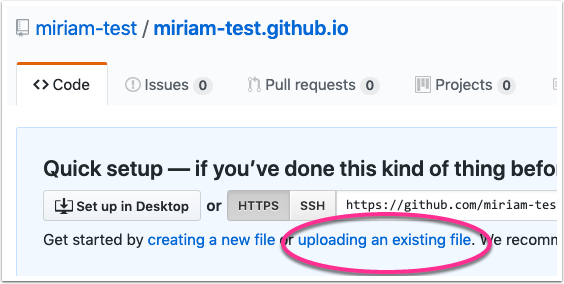 miriam-test / miriam-test.github.io
Code Issues 0 Pull requests 0 Projects 0
Quick setup — if you’ve done this kind of thing befor
Set up in Desktop or HTTPS SSH https://github.com/miriam-tes
Get started by creating a new file or uploading an existing file. We recomm